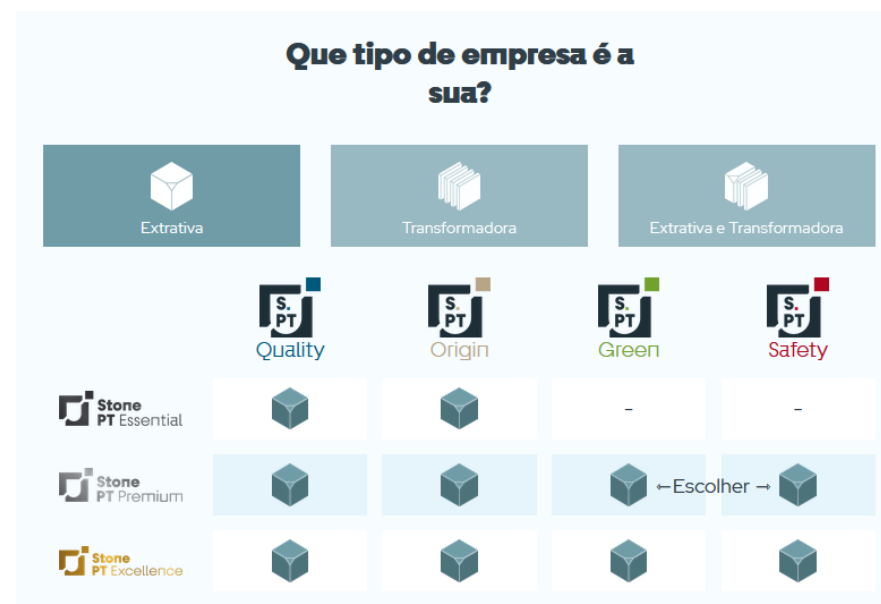 Que tipo de empresa é a
sua?
Extrativa
Transformadora
Extrativa e Transformadora
S.
PT
Quality
S.
PT
Origin
S.
PT
Green
S.
PT
Safety
Stone
PT Essential
-
-
Stone
PT Premium
←Escolher→
Stone
PT Excellence